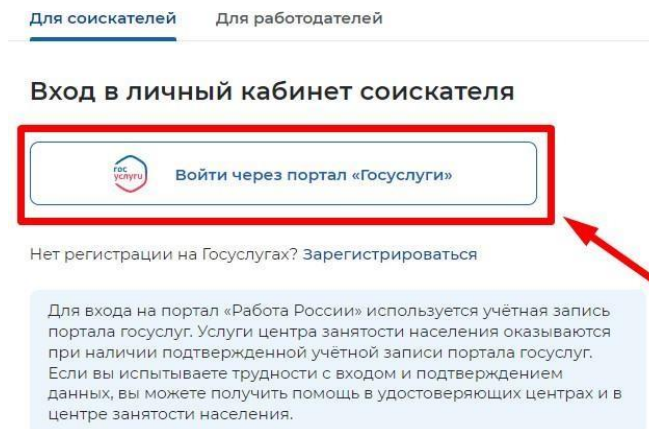 Для соискателей Для работодателей
Вход в личный кабинет соискателя
гос услуги
Войти через портал «Госуслуги»
Нет регистрации на Госуслугах? Зарегистрироваться
Для входа на портал «Работа России» используется учётная запись
портала госуслуг. Услуги центра занятости населения оказываются
при наличии подтвержденной учётной записи портала госуслуг.
Если вы испытываете трудности с входом и подтверждением
данных, вы можете получить помощь в удостоверяющих центрах и в
центре занятости населения.